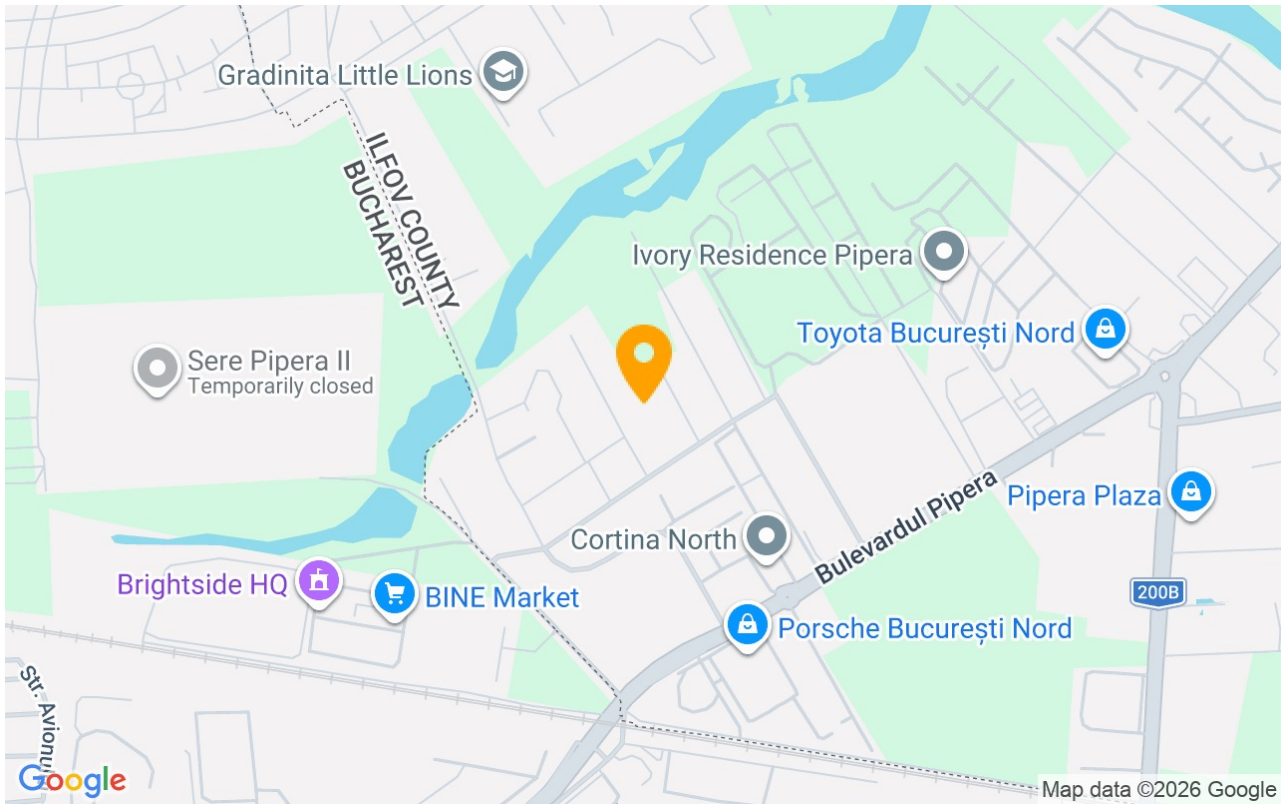 Gradinita Little Lions
ILFOV COUNTY
BUCHAREST
Ivory Residence Pipera
Toyota București Nord
Sere Pipera II
Temporarily closed
Pipera Plaza
Bulevardul Pipera
Cortina North
Brightside HQ
BINE Market
200B
Porsche București Nord
Str. Avionu
Google
Map data ©2026 Google